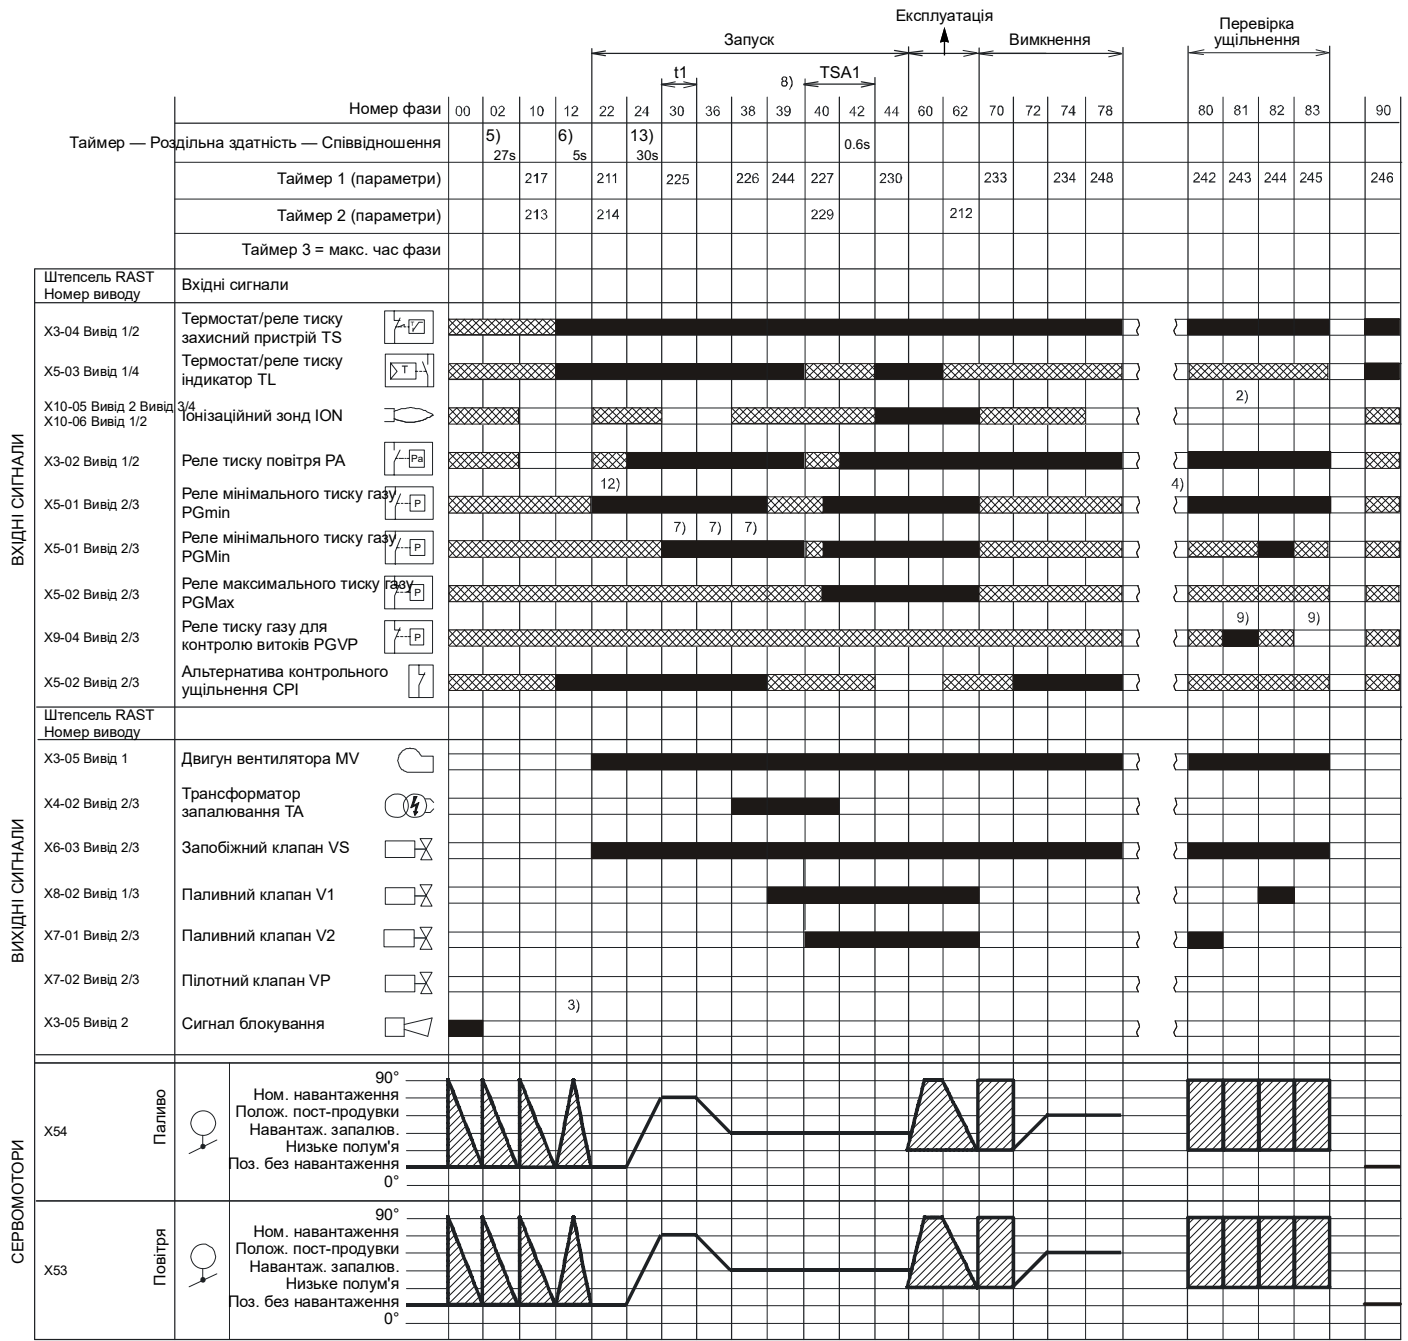 Експлуатація
Запуск
Вимкнення
Перевірка
ущільнення
t1
8)
TSA1
Номер фази 00 02 10 12 22 24 30 36 38 39 40 42 44 60 62 70 72 74 78 80 81 82 83 90
Таймер — Роздільна здатність — Співвідношення 5) 27s 6) 5s 13) 30s 0.6s
Таймер 1 (параметри) 217 211 225 226 244 227 230 233 234 248 242 243 244 245 246
Таймер 2 (параметри) 213 214 229 212
Таймер 3 = макс. час фази
Штепсель RAST
Номер виводу
Вхідні сигнали
ВХІДНІ СИГНАЛИ
X3-04 Вивід 1/2
Термостат/реле тиску
захисний пристрій TS
X5-03 Вивід 1/4
Термостат/реле тиску
індикатор TL
T
2)
X10-05 Вивід 2 Вивід 3/4
X10-06 Вивід 1/2
Іонізаційний зонд ION
X3-02 Вивід 1/2
Реле тиску повітря PA
Pa
12)
4)
X5-01 Вивід 2/3
Реле мінімального тиску газу
PGmin
P
7) 7) 7)
X5-01 Вивід 2/3
Реле мінімального тиску газу
PGMin
P
X5-02 Вивід 2/3
Реле максимального тиску газу
PGMax
P
9) 9)
X9-04 Вивід 2/3
Реле тиску газу для
контролю витоків PGVP
P
X5-02 Вивід 2/3
Альтернатива контрольного
ущільнення CPI
Штепсель RAST
Номер виводу
ВИХІДНІ СИГНАЛИ
X3-05 Вивід 1
Двигун вентилятора MV
X4-02 Вивід 2/3
Трансформатор
запалювання TA
X6-03 Вивід 2/3
Запобіжний клапан VS
X8-02 Вивід 1/3
Паливний клапан V1
X7-01 Вивід 2/3
Паливний клапан V2
X7-02 Вивід 2/3
Пілотний клапан VP
3)
X3-05 Вивід 2
Сигнал блокування
СЕРВОМОТОРИ
X54
Паливо
90°
Ном. навантаження
Полож. пост-продувки
Навантаж. запалюв.
Низьке полум'я
Поз. без навантаження
0°
X53
Повітря
90°
Ном. навантаження
Полож. пост-продувки
Навантаж. запалюв.
Низьке полум'я
Поз. без навантаження
0°